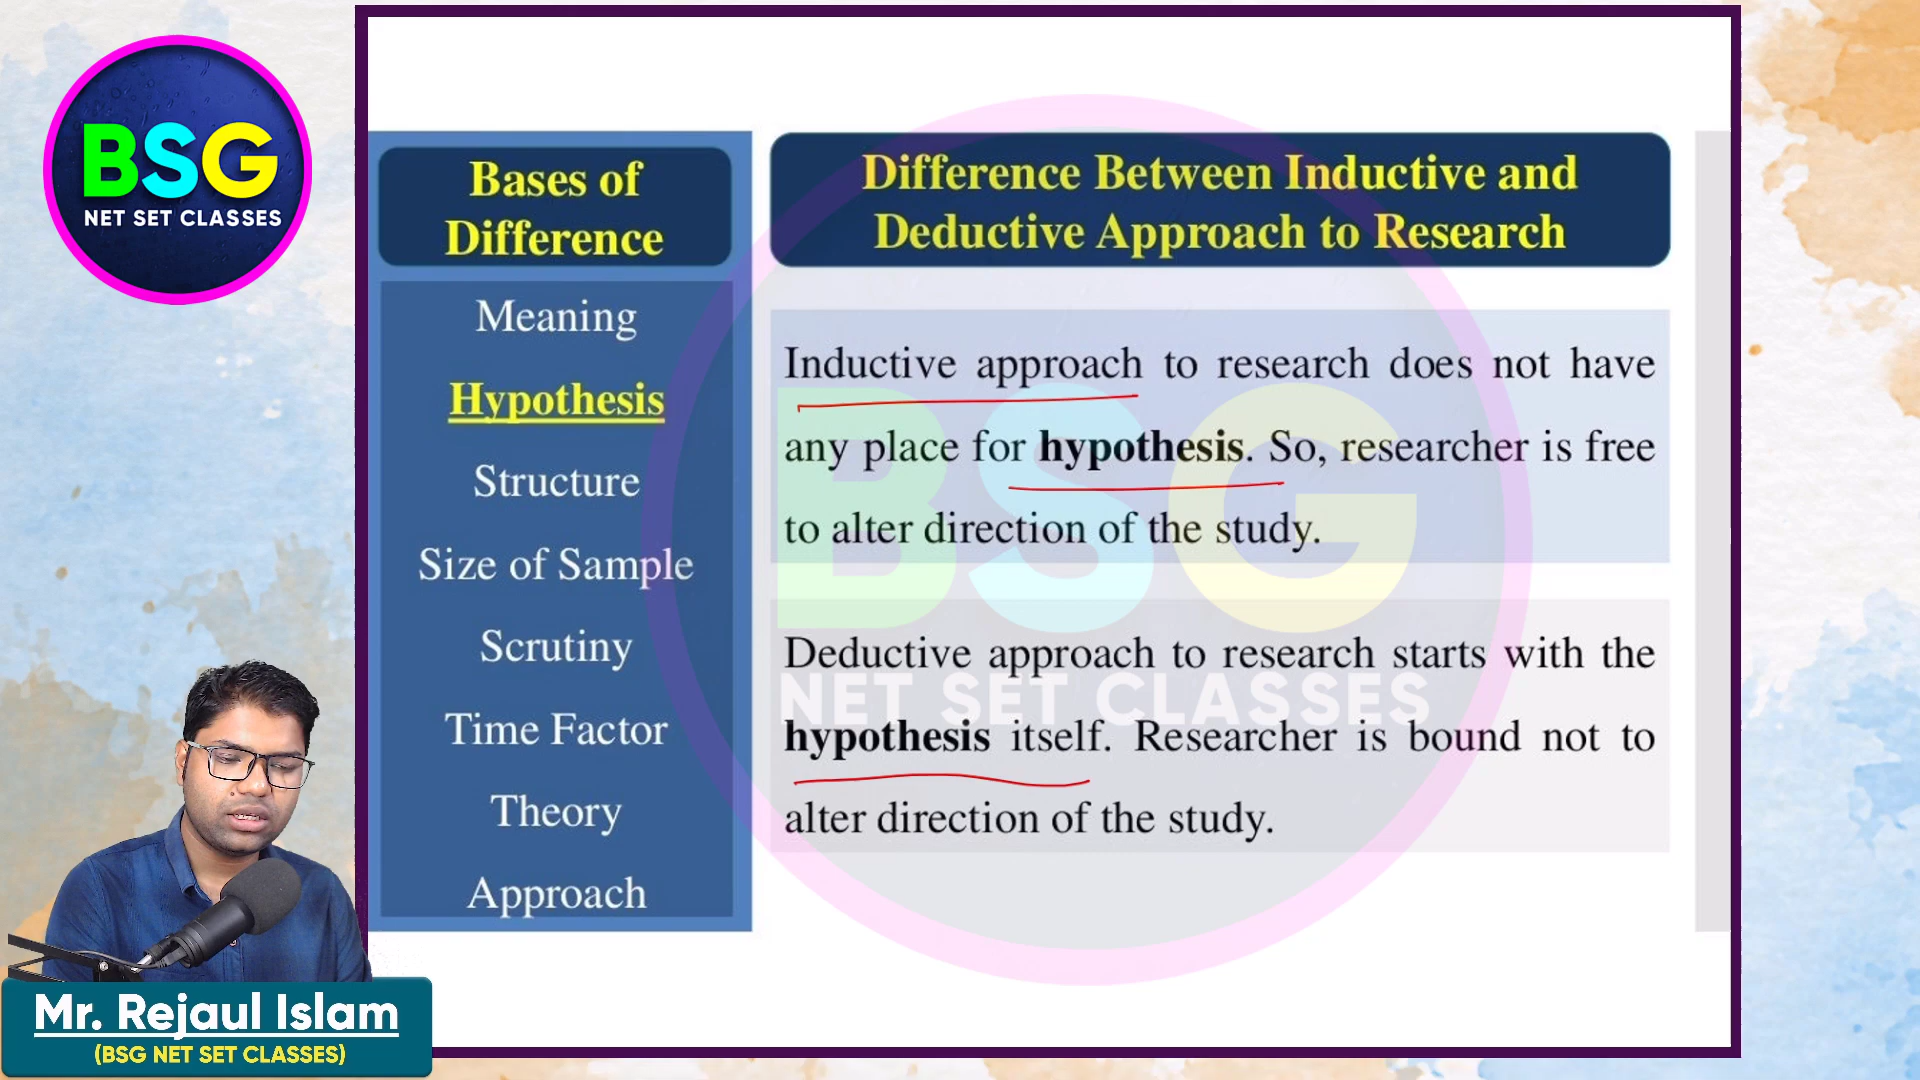 BSG
NET SET CLASSES
Bases of
Difference
Meaning
Hypothesis
Structure
Size of Sample
Scrutiny
Time Factor
Theory
Approach
Difference Between Inductive and
Deductive Approach to Research
Inductive approach to research does not have
any place for hypothesis. So, researcher is free
to alter direction of the study.
Deductive approach to research starts with the
hypothesis itself. Researcher is bound not to
alter direction of the study.
BSG
NET SET CLASSES
Mr. Rejaul Islam
(BSG NET SET CLASSES)